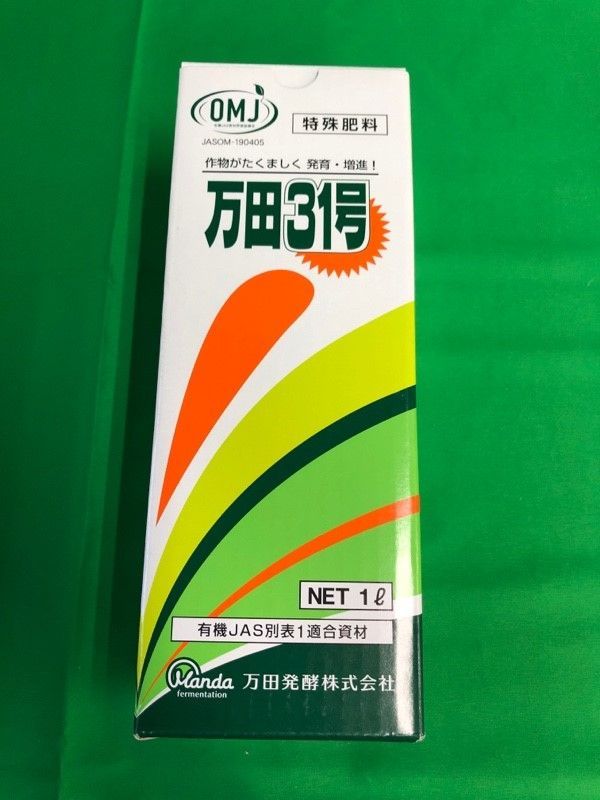 OMJ
JASOM-190405
特殊肥料
作物がたくましく 発育・増進！
万田31号
NET 1ℓ
有機JAS別表1適合資材
Manda
fermentation
万田発酵株式会社